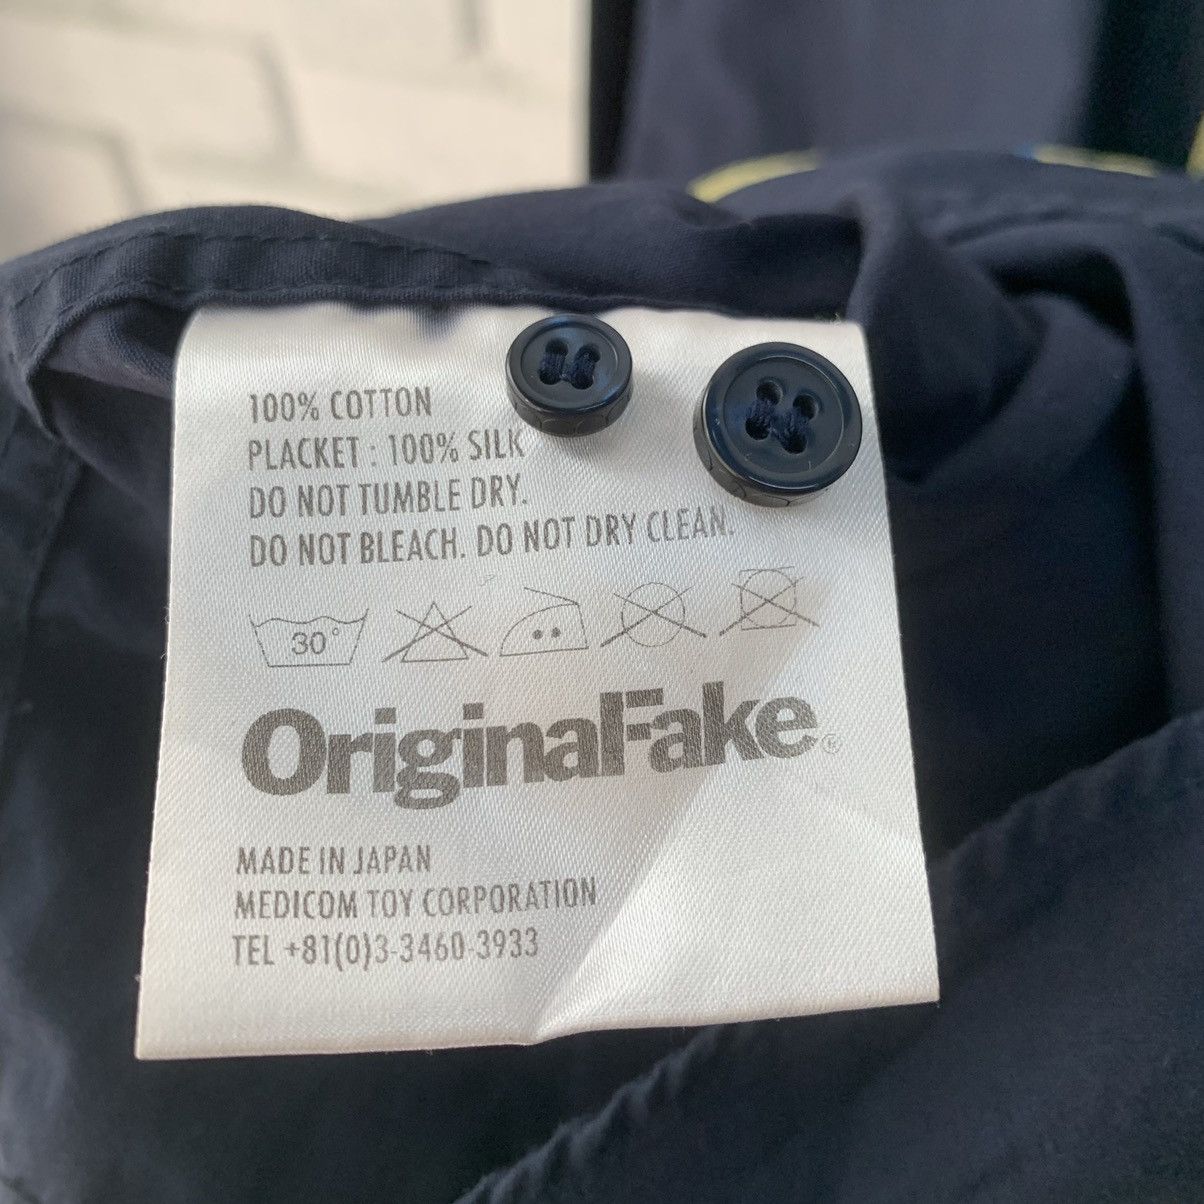 100% COTTON
PLACKET : 100% SILK
DO NOT TUMBLE DRY.
DO NOT BLEACH. DO NOT DRY CLEAN.
30°
OriginalFake®
MADE IN JAPAN
MEDICOM TOY CORPORATION
TEL +81(0)3-3460-3933